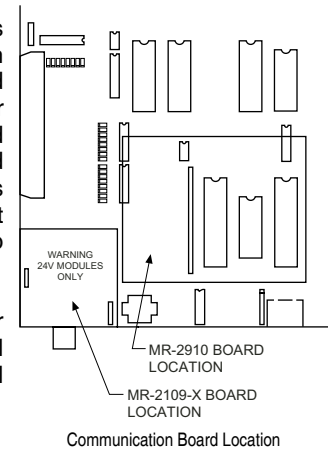 WARNING
24V MODULES
ONLY
MR-2910 BOARD
LOCATION
MR-2109-X BOARD
LOCATION
Communication Board Location